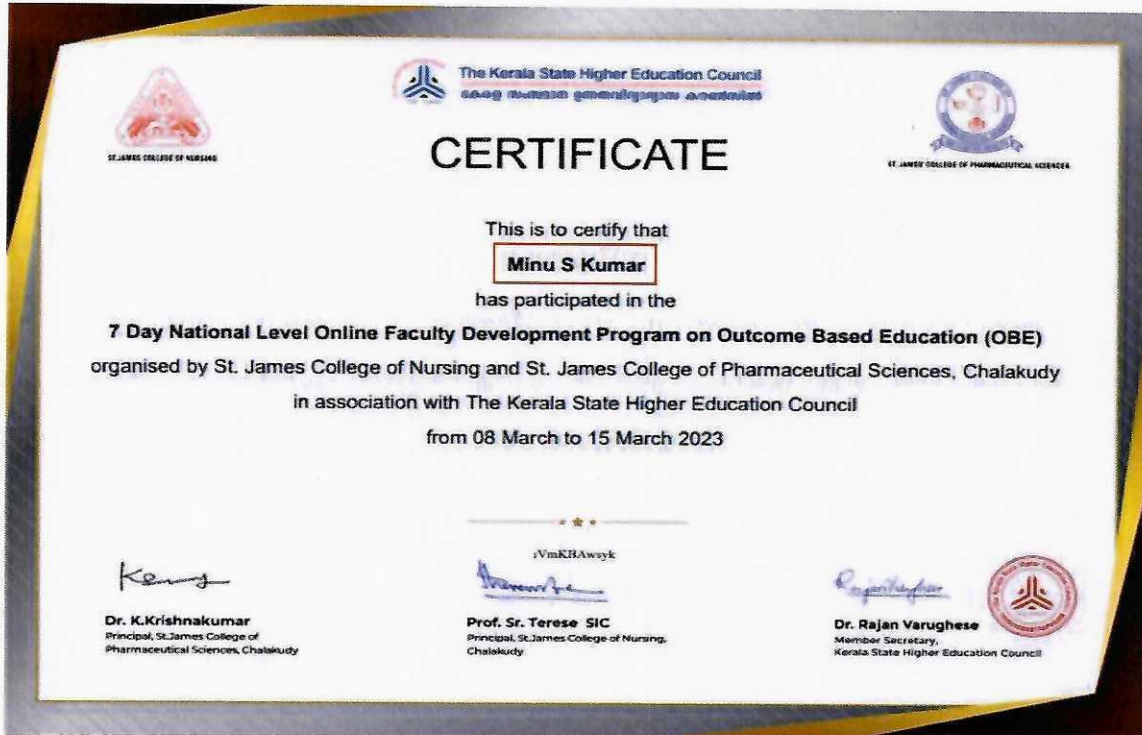 The Kerala State Higher Education Council
കേരള സംസ്ഥാന ഉന്നതവിദ്യാഭ്യാസ കൗൺസിൽ
ST.JAMES COLLEGE OF NURSING
ST. JAMES' COLLEGE OF PHARMACEUTICAL SCIENCES
CERTIFICATE
This is to certify that
Minu S Kumar
has participated in the
7 Day National Level Online Faculty Development Program on Outcome Based Education (OBE)
organised by St. James College of Nursing and St. James College of Pharmaceutical Sciences, Chalakudy
in association with The Kerala State Higher Education Council
from 08 March to 15 March 2023
rVmKBAwsyk
Dr. K.Krishnakumar
Principal, St.James College of
Pharmaceutical Sciences, Chalakudy
Prof. Sr. Terese SIC
Principal, St.James College of Nursing,
Chalakudy
Dr. Rajan Varughese
Member Secretary,
Kerala State Higher Education Council